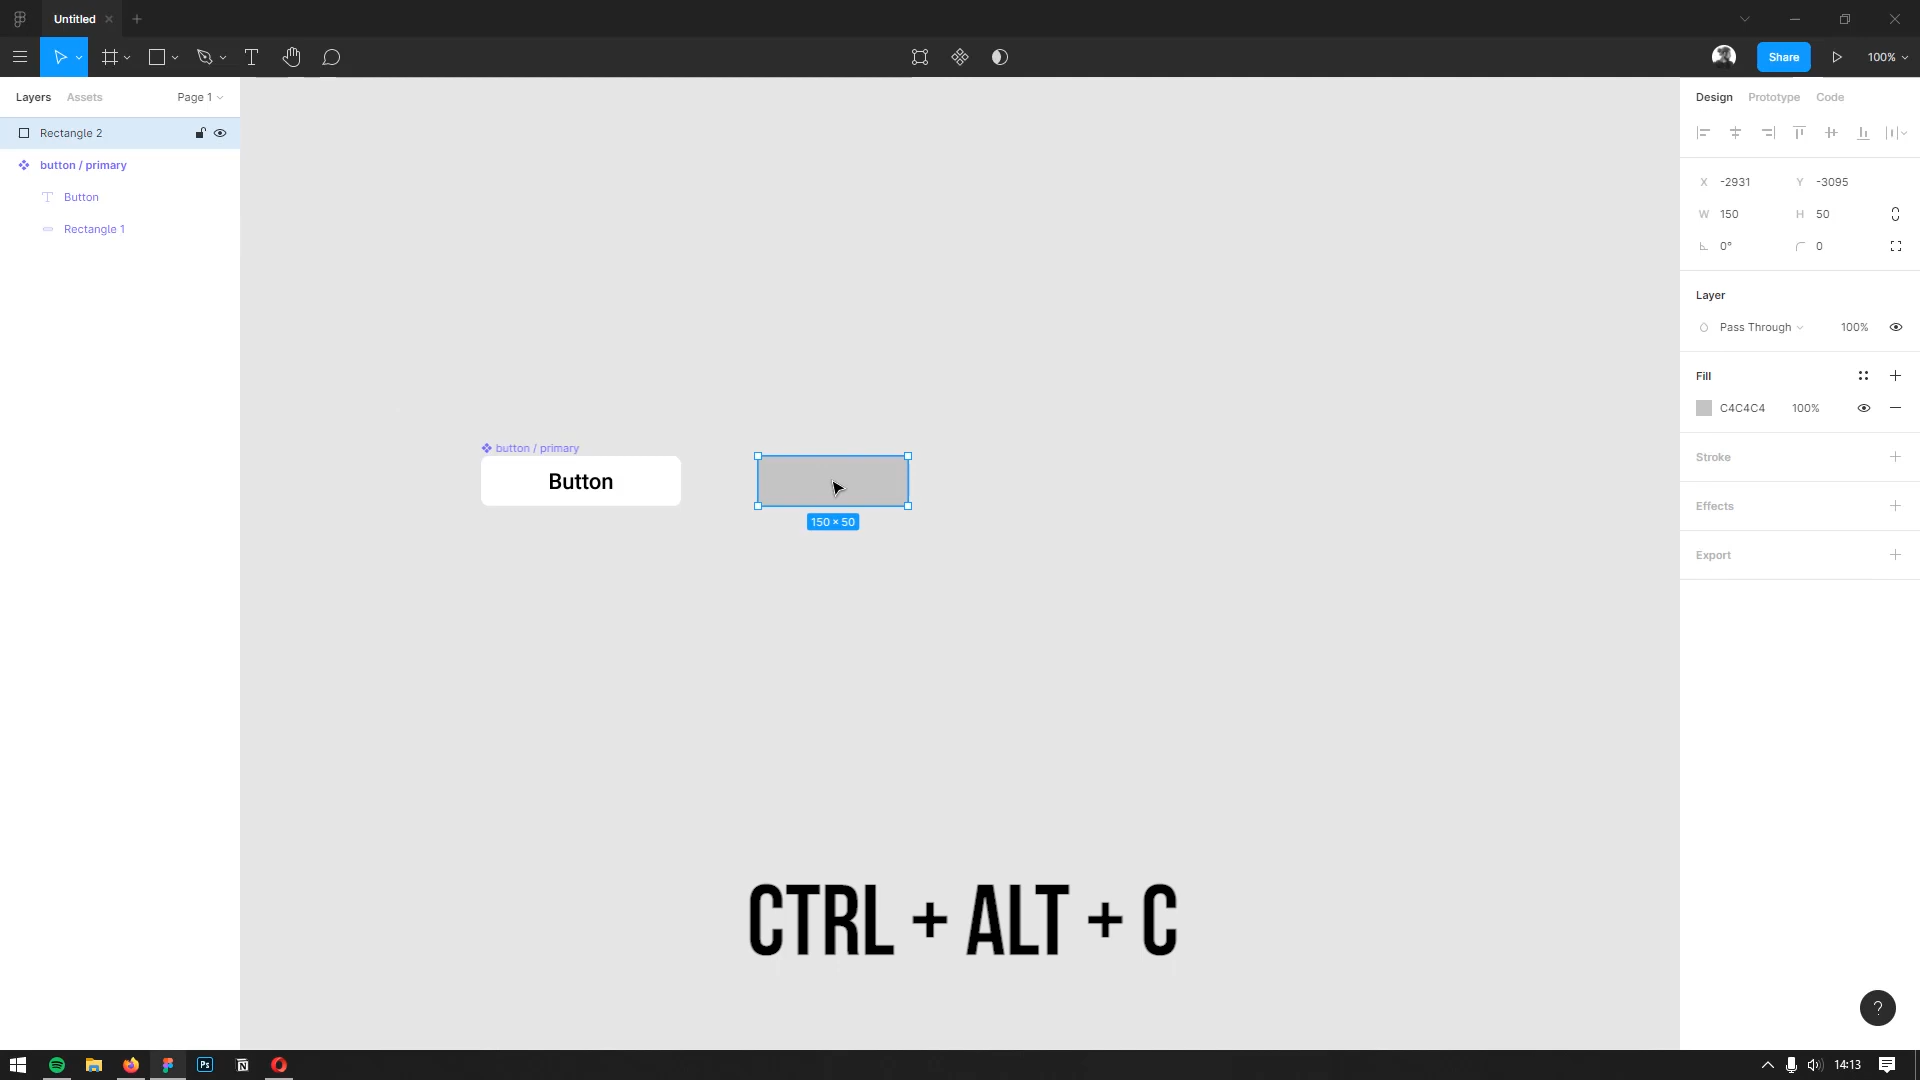 Untitled
Share
100%
Layers
Assets
Page 1
Rectangle 2
button / primary
Button
Rectangle 1
button / primary
Button
150 × 50
CTRL + ALT + C
Design
Prototype
Code
X -2931
Y -3095
W 150
H 50
0°
0
Layer
Pass Through
100%
Fill
C4C4C4
100%
Stroke
Effects
Export
?
Ps
14:13